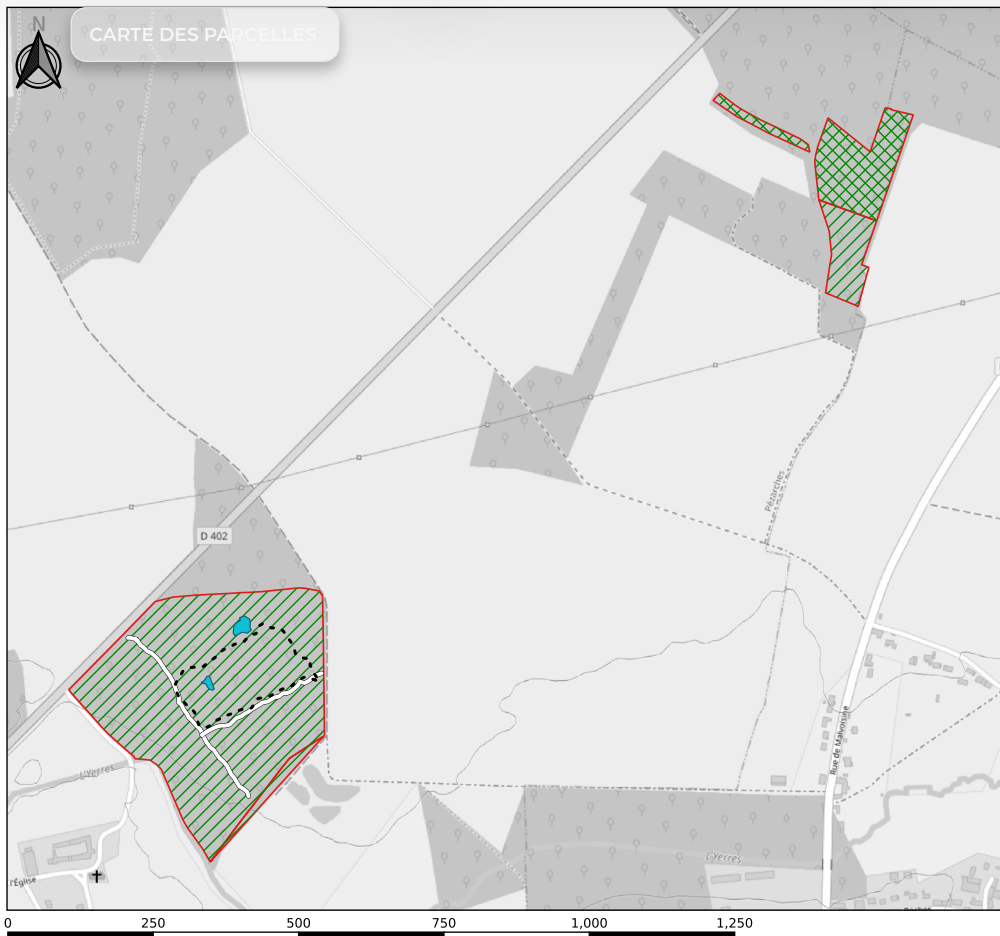 N
CARTE DES PARCELLES
Pézarches
D 402
Rue de Malvoisine
L'Yerres
L'Yerres
l'Église
0 250 500 750 1,000 1,250